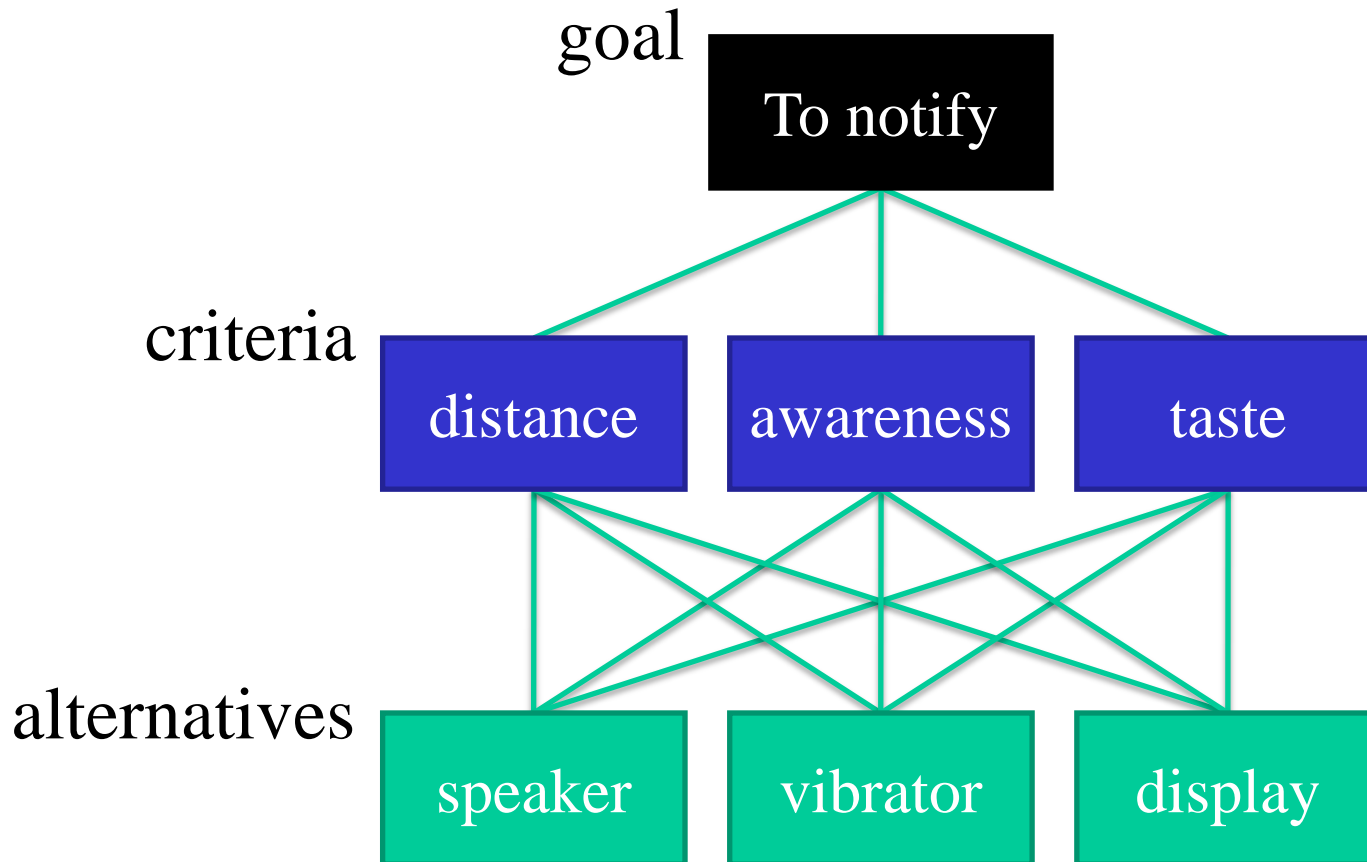 goal
To notify
criteria
distance
awareness
taste
alternatives
speaker
vibrator
display